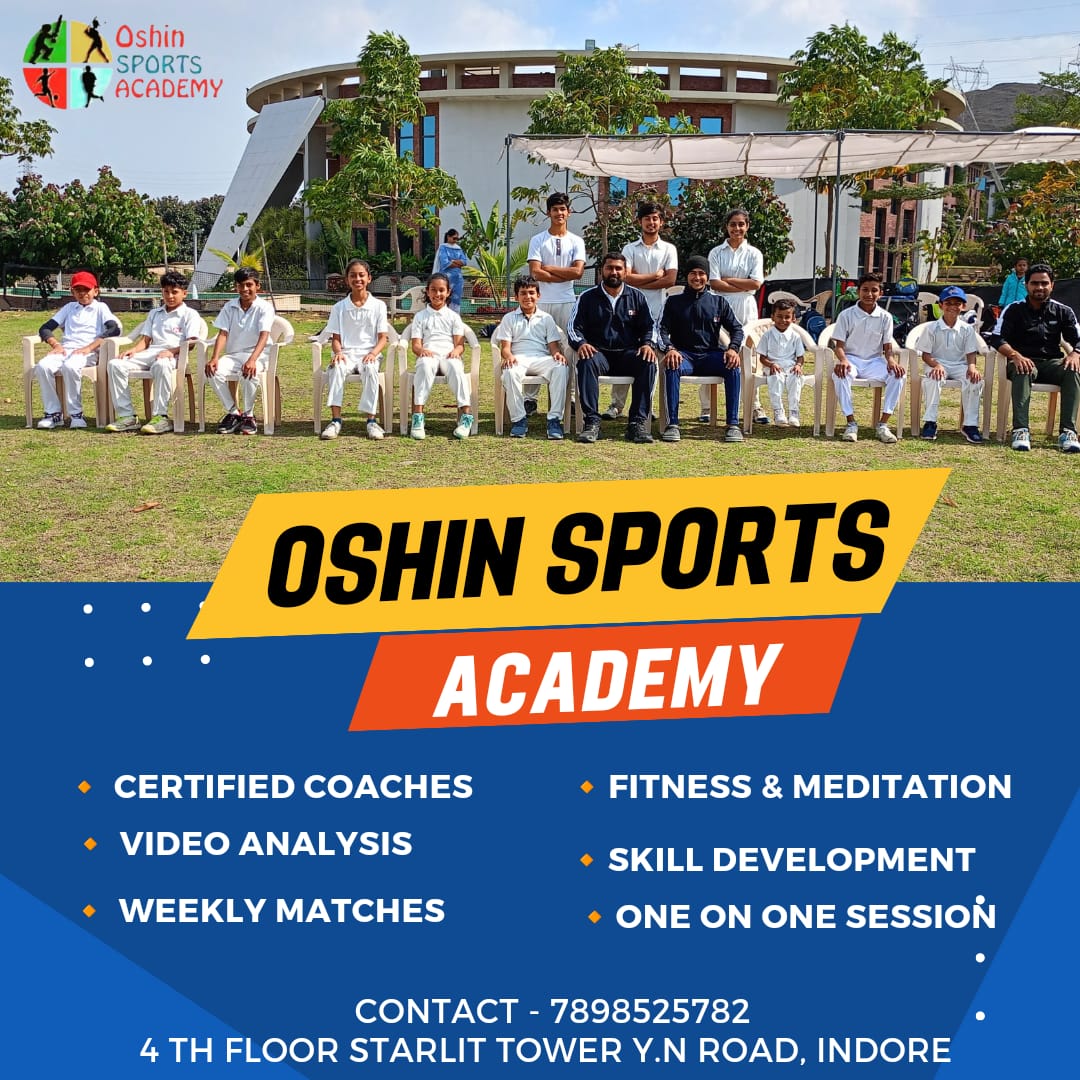 Oshin
SPORTS
ACADEMY
OSHIN SPORTS
ACADEMY
CERTIFIED COACHES
VIDEO ANALYSIS
WEEKLY MATCHES
FITNESS & MEDITATION
SKILL DEVELOPMENT
ONE ON ONE SESSION
CONTACT - 7898525782
4 TH FLOOR STARLIT TOWER Y.N ROAD, INDORE